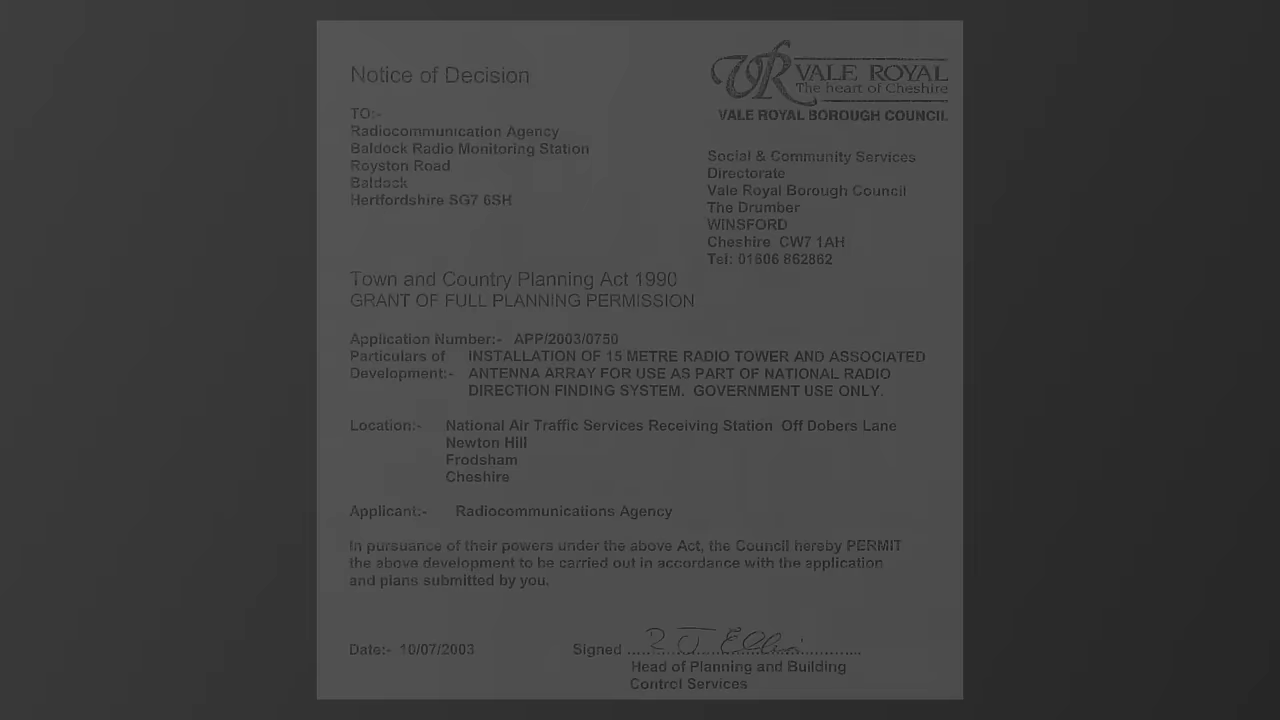 Notice of Decision
VALE ROYAL
The heart of Cheshire
VALE ROYAL BOROUGH COUNCIL
TO:-
Radiocommunication Agency
Baldock Radio Monitoring Station
Royston Road
Baldock
Hertfordshire SG7 6SH
Social & Community Services
Directorate
Vale Royal Borough Council
The Drumber
WINSFORD
Cheshire CW7 1AH
Tel: 01606 862862
Town and Country Planning Act 1990
GRANT OF FULL PLANNING PERMISSION
Application Number:- APP/2003/0750
Particulars of INSTALLATION OF 15 METRE RADIO TOWER AND ASSOCIATED
Development:- ANTENNA ARRAY FOR USE AS PART OF NATIONAL RADIO
DIRECTION FINDING SYSTEM. GOVERNMENT USE ONLY.
Location:- National Air Traffic Services Receiving Station Off Dobers Lane
Newton Hill
Frodsham
Cheshire
Applicant:- Radiocommunications Agency
In pursuance of their powers under the above Act, the Council hereby PERMIT
the above development to be carried out in accordance with the application
and plans submitted by you.
Date:- 10/07/2003 Signed
Head of Planning and Building
Control Services